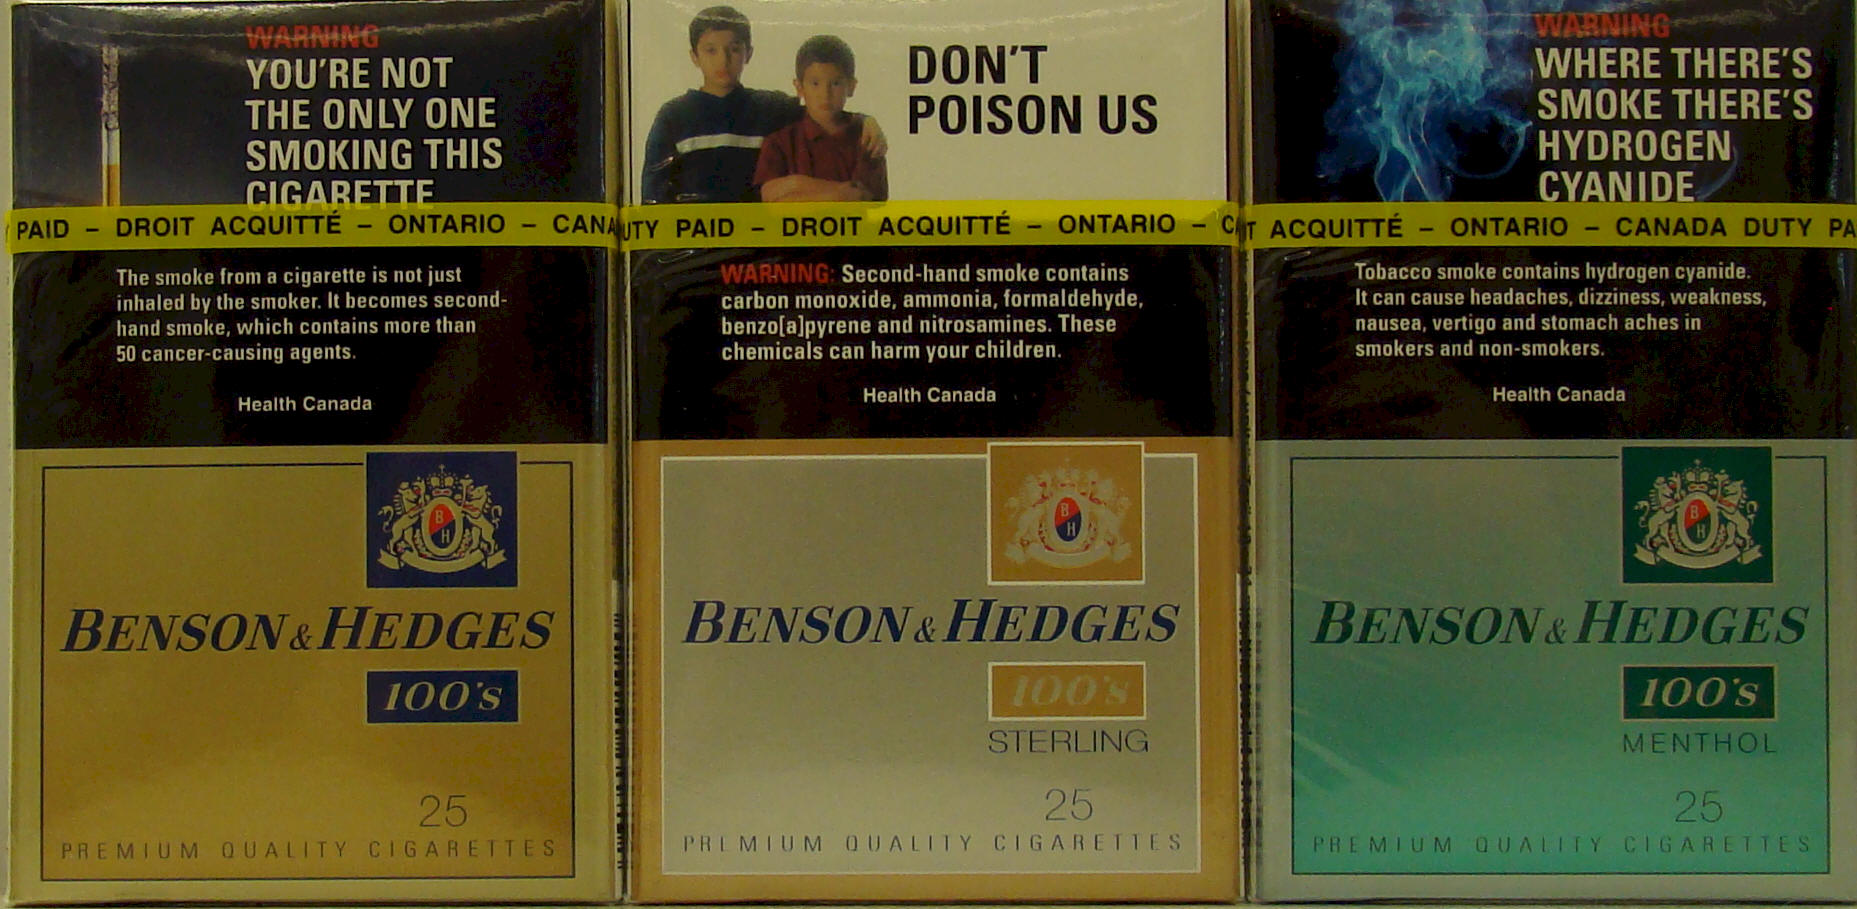 WARNING
YOU'RE NOT
THE ONLY ONE
SMOKING THIS
CIGARETTE
PAID – DROIT ACQUITTÉ – ONTARIO – CANA
The smoke from a cigarette is not just
inhaled by the smoker. It becomes second-
hand smoke, which contains more than
50 cancer-causing agents.
Health Canada
B
H
BENSON & HEDGES
100's
25
PREMIUM QUALITY CIGARETTES
DON'T
POISON US
UTY PAID – DROIT ACQUITTÉ – ONTARIO – C
WARNING: Second-hand smoke contains
carbon monoxide, ammonia, formaldehyde,
benzo[a]pyrene and nitrosamines. These
chemicals can harm your children.
Health Canada
B
H
BENSON & HEDGES
100's
STERLING
25
PREMIUM QUALITY CIGARETTES
WARNING
WHERE THERE'S
SMOKE THERE'S
HYDROGEN
CYANIDE
T ACQUITTÉ – ONTARIO – CANADA DUTY PA
Tobacco smoke contains hydrogen cyanide.
It can cause headaches, dizziness, weakness,
nausea, vertigo and stomach aches in
smokers and non-smokers.
Health Canada
B
H
BENSON & HEDGES
100's
MENTHOL
25
PREMIUM QUALITY CIGARETTES